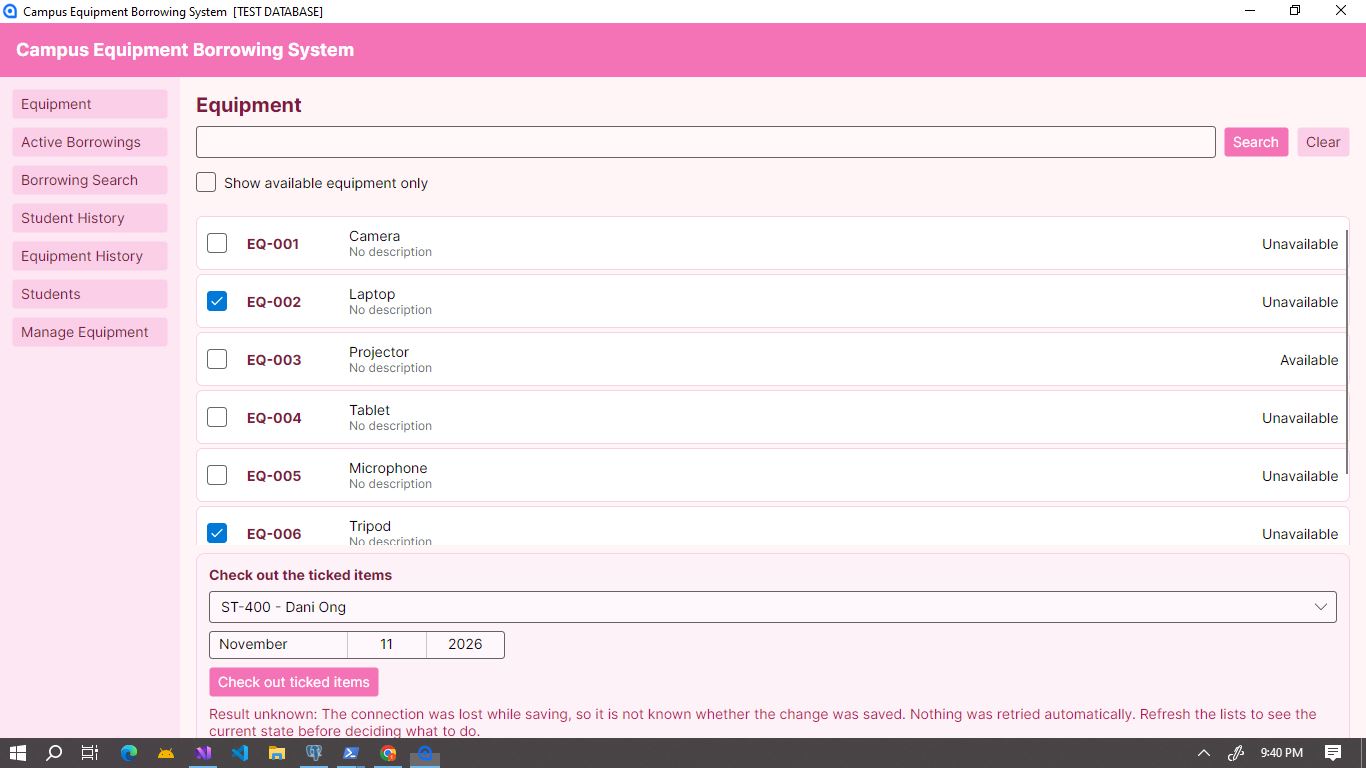 Campus Equipment Borrowing System [TEST DATABASE]
Campus Equipment Borrowing System
Equipment
Active Borrowings
Borrowing Search
Student History
Equipment History
Students
Manage Equipment
Equipment
Search
Clear
Show available equipment only
EQ-001
Camera
No description
Unavailable
EQ-002
Laptop
No description
Unavailable
EQ-003
Projector
No description
Available
EQ-004
Tablet
No description
Unavailable
EQ-005
Microphone
No description
Unavailable
EQ-006
Tripod
No description
Unavailable
Check out the ticked items
ST-400 - Dani Ong
November 11 2026
Check out ticked items
Result unknown: The connection was lost while saving, so it is not known whether the change was saved. Nothing was retried automatically. Refresh the lists to see the
current state before deciding what to do.
9:40 PM